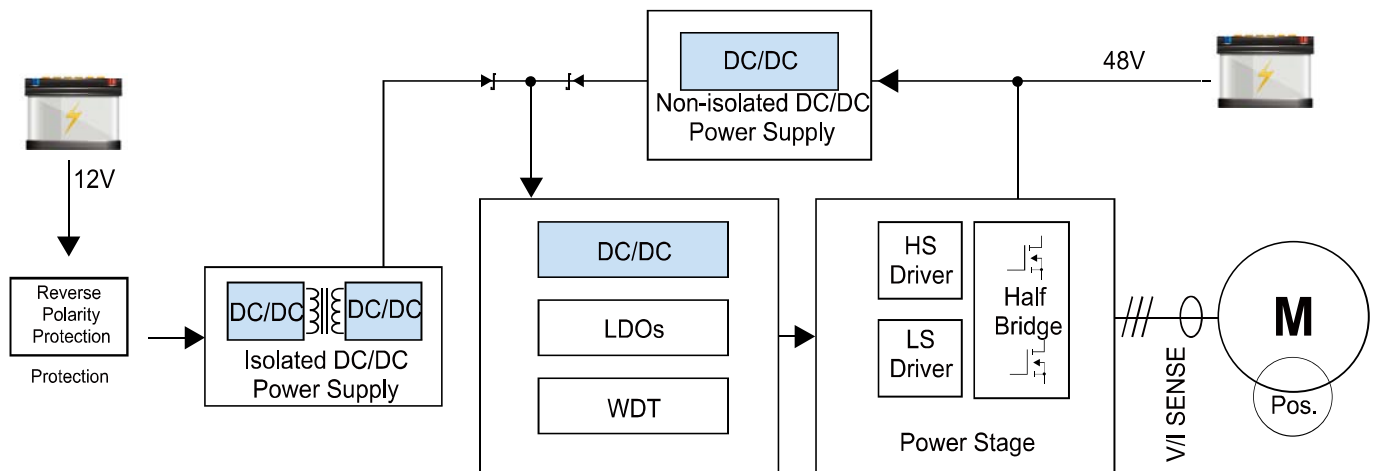 DC/DC
Non-isolated DC/DC
Power Supply
48V
12V
Reverse
Polarity
Protection
Protection
DC/DC
DC/DC
Isolated DC/DC
Power Supply
DC/DC
LDOs
WDT
HS
Driver
LS
Driver
Half
Bridge
Power Stage
V/I SENSE
M
Pos.